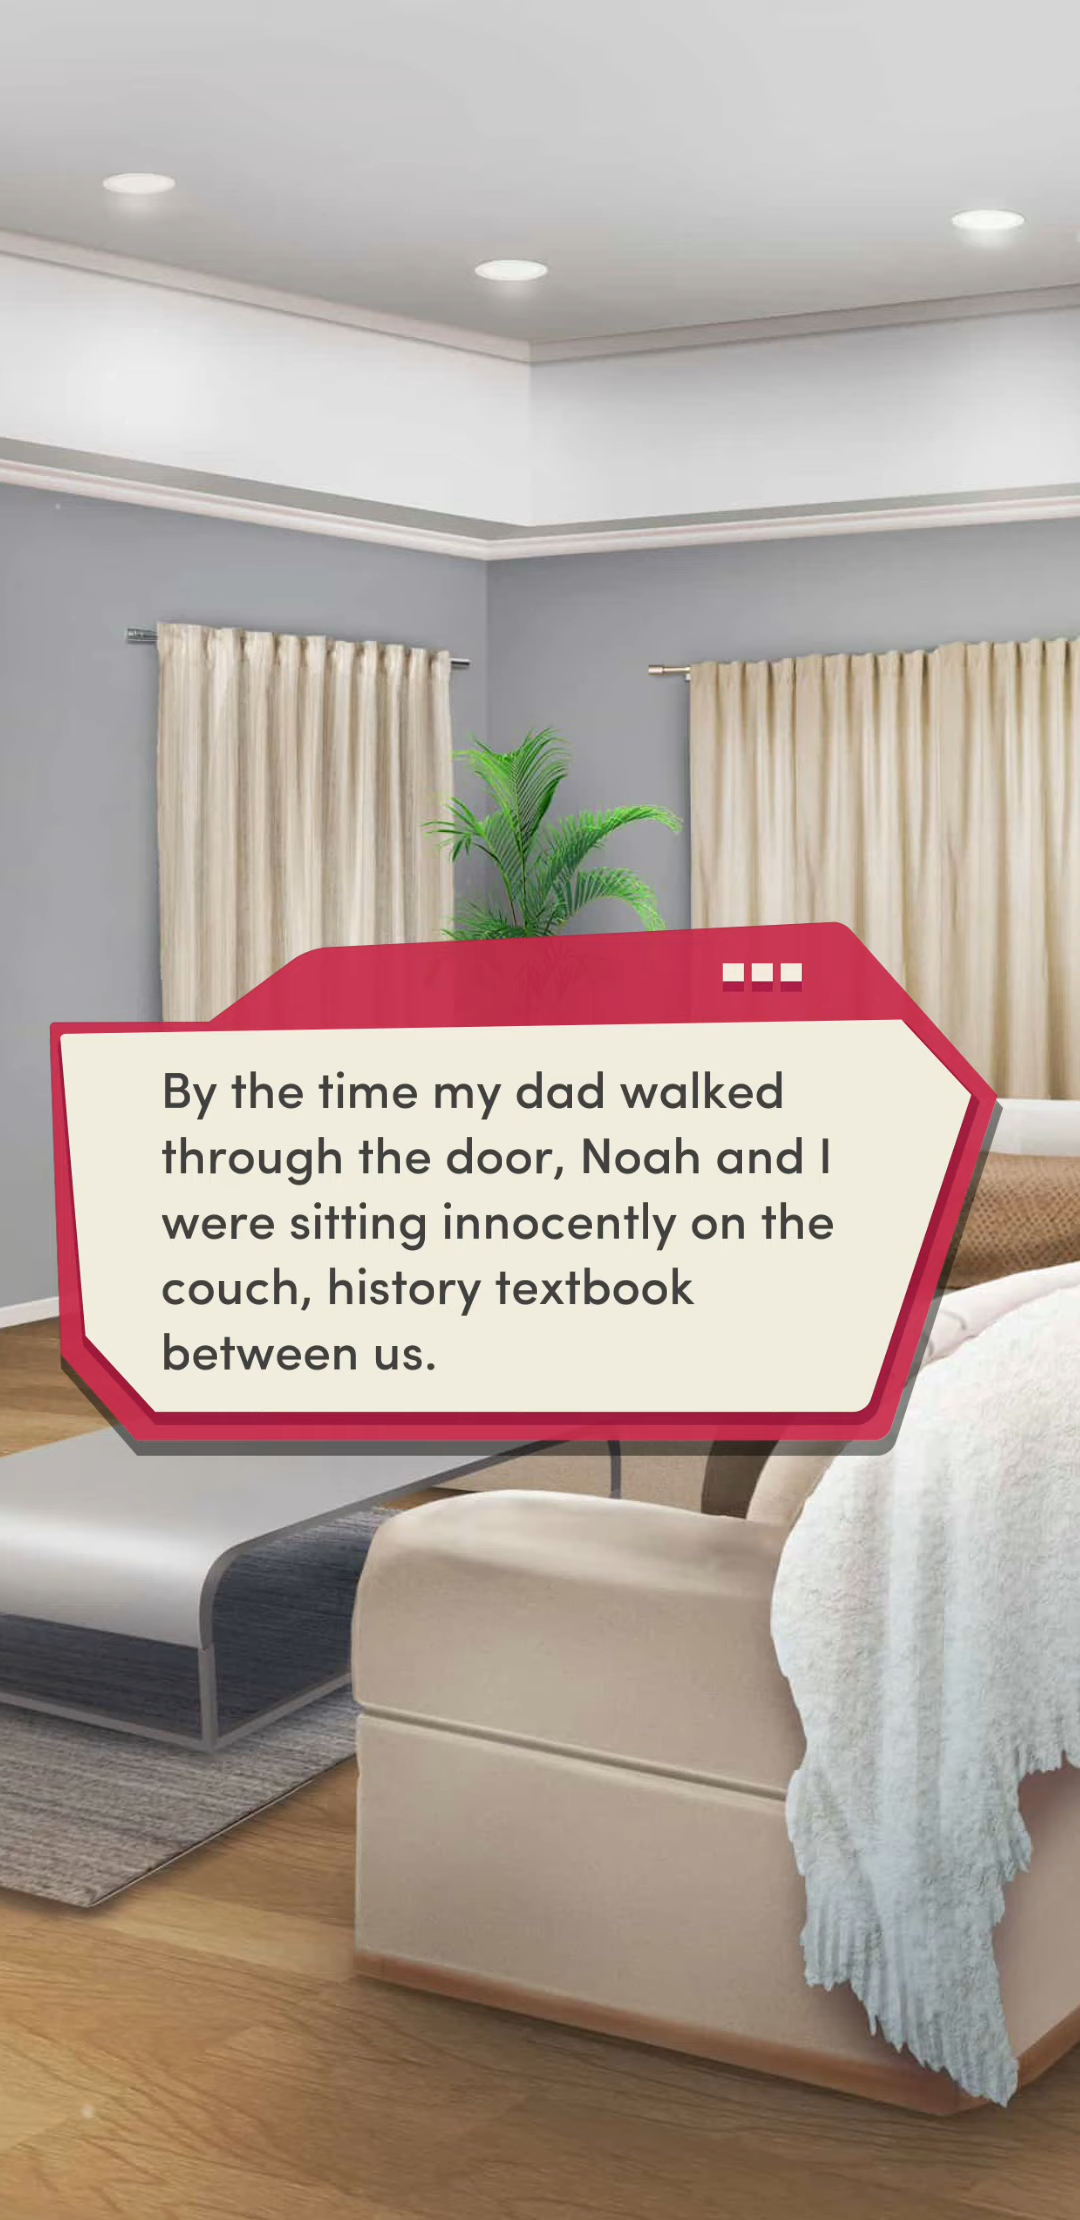 By the time my dad walked
through the door, Noah and I
were sitting innocently on the
couch, history textbook
between us.